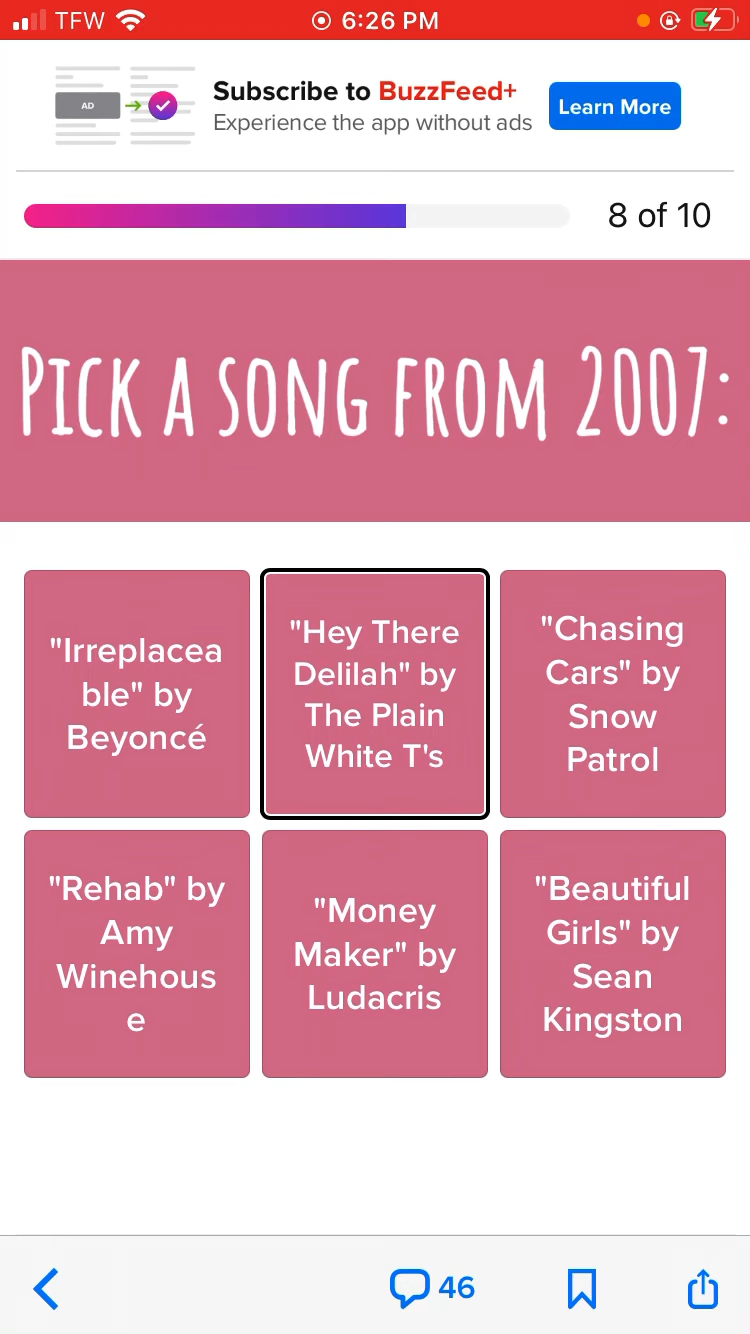 TFW 6:26 PM
Subscribe to BuzzFeed+
AD
Experience the app without ads
Learn More
8 of 10
PICK A SONG FROM 2007:
"Irreplacea
ble" by
Beyoncé
"Hey There
Delilah" by
The Plain
White T's
"Chasing
Cars" by
Snow
Patrol
"Rehab" by
Amy
Winehous
e
"Money
Maker" by
Ludacris
"Beautiful
Girls" by
Sean
Kingston
46